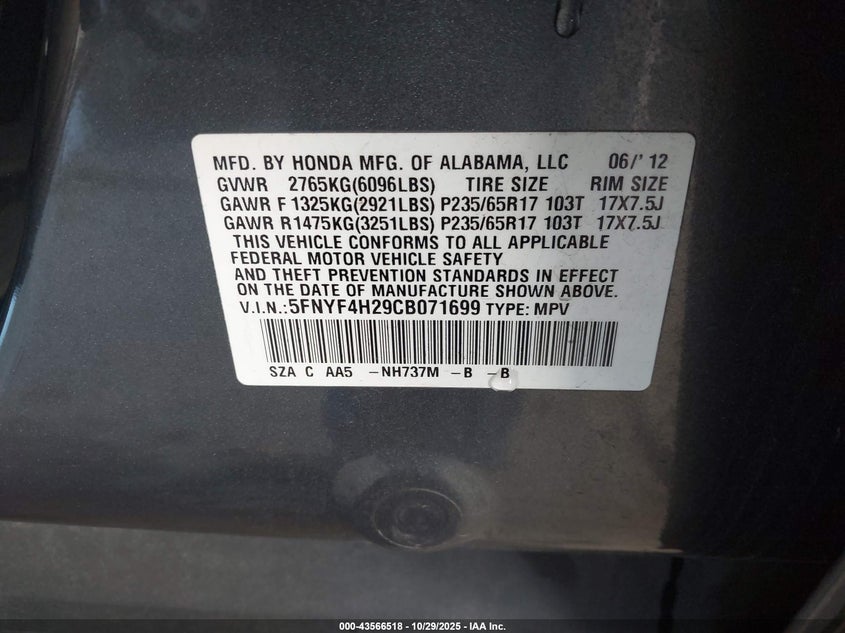 MFD. BY HONDA MFG. OF ALABAMA, LLC 06/' 12
GVWR 2765KG(6096LBS) TIRE SIZE RIM SIZE
GAWR F 1325KG(2921LBS) P235/65R17 103T 17X7.5J
GAWR R1475KG(3251LBS) P235/65R17 103T 17X7.5J
THIS VEHICLE CONFORMS TO ALL APPLICABLE
FEDERAL MOTOR VEHICLE SAFETY
AND THEFT PREVENTION STANDARDS IN EFFECT
ON THE DATE OF MANUFACTURE SHOWN ABOVE.
V.I.N.:5FNYF4H29CB071699 TYPE: MPV
SZA C AA5 -NH737M -B -B
000-43566518 - 10/29/2025 - IAA Inc.